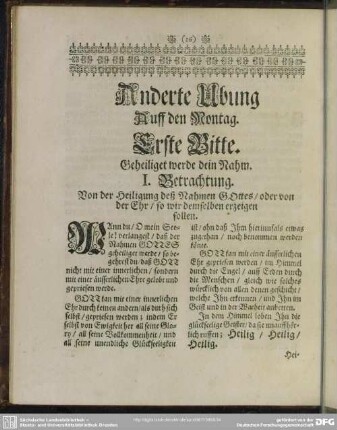 (10)
Anderte Ubung
Auff den Montag.
Erste Bitte.
Geheiliget werde dein Nahm.
I. Betrachtung.
Von der Heiligung deß Nahmen GOttes / oder von
der Ehr / so wir demselben erzeigen
sollen.
WAnn du / O mein See-
le! verlangest / daß der
Nahmen GOTTES
geheiliget werde / so be-
gehrest du daß GOTT
nicht mit einer innerlichen / sondern
mit einer äusserlichen Ehr gelobt und
gepriesen werde.
GOTT kan mit einer innerlichen
Ehr durch keinen andern / als durch sich
selbst / gepriesen werden; indem Er
selbst von Ewigkeit her all seine Glo-
ry / all seine Vollkommenheit / und
all seine unendliche Glückseeligkeit
ist / ohn daß Ihm hierinfals etwas
zugethan / noch benommen werden
könne.
GOTT kan mit einer äusserlichen
Ehr gepriesen werden / im Himmel
durch die Engel / auff Erden durch
die Menschen / gleich wie solches
würcklich von allen denen geschicht /
welche Ihn erkennen / und Ihn im
Geist und in der Warheit anbetten.
In dem Himmel loben Ihn die
glückseelige Geister / da sie unauffhör-
lich ruffen; Heilig / Heilig /
Heilig.
Hei-